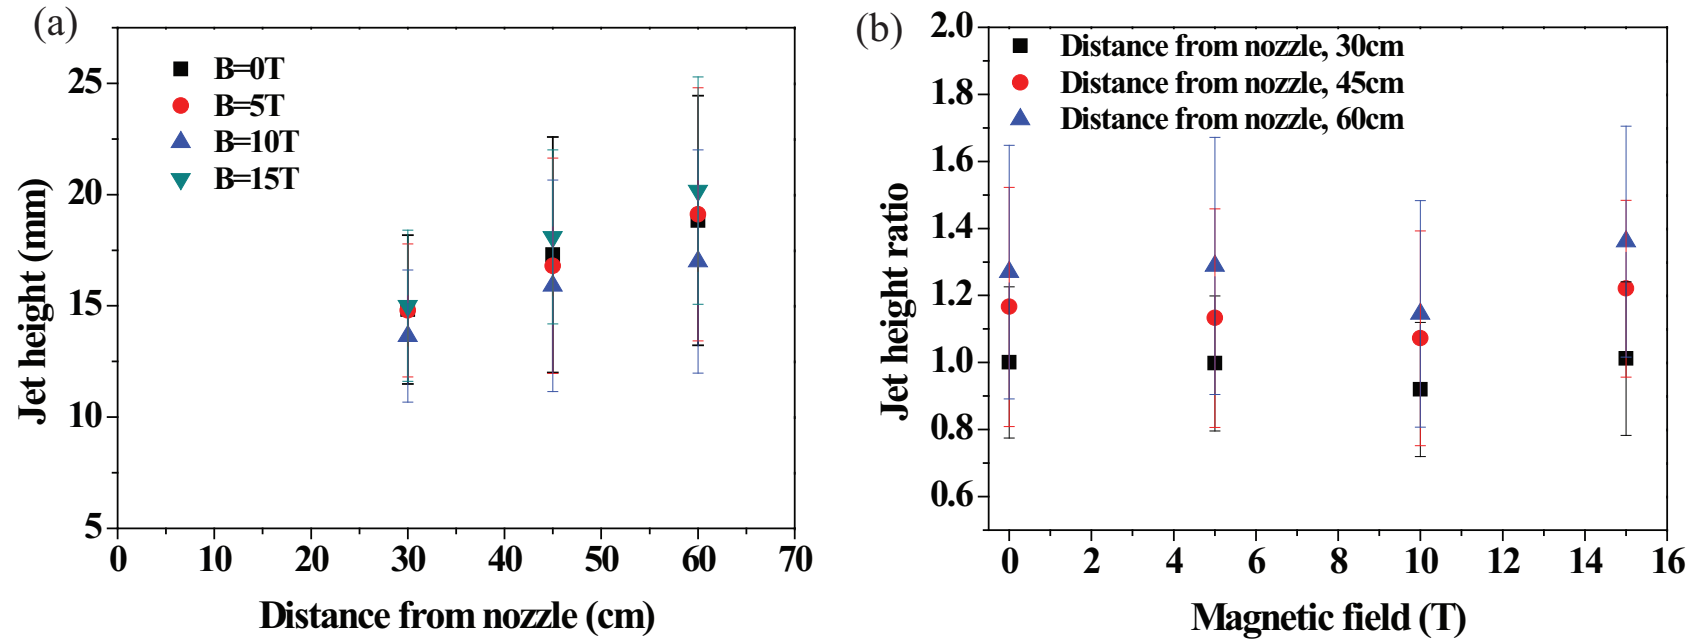 (a)
B=0T
B=5T
B=10T
B=15T
25
20
15
10
5
0 10 20 30 40 50 60 70
Jet height (mm)
Distance from nozzle (cm)
(b)
Distance from nozzle, 30cm
Distance from nozzle, 45cm
Distance from nozzle, 60cm
2.0
1.8
1.6
1.4
1.2
1.0
0.8
0.6
0 2 4 6 8 10 12 14 16
Jet height ratio
Magnetic field (T)